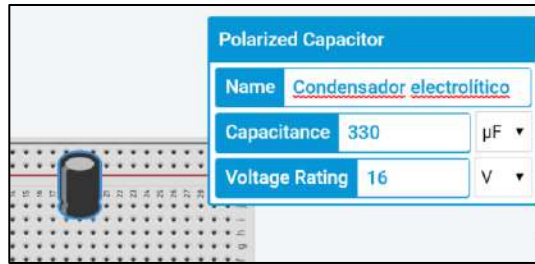 Polarized Capacitor
Name Condensador electrolítico
Capacitance 330 µF
Voltage Rating 16 V